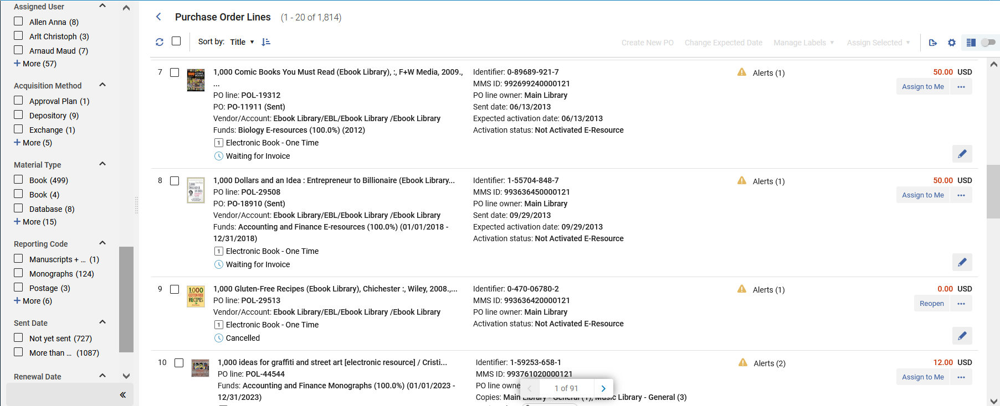 Assigned User
Allen Anna (8)
Arlt Christoph (3)
Arnaud Maud (7)
+ More (57)
Acquisition Method
Approval Plan (1)
Depository (9)
Exchange (1)
+ More (5)
Material Type
Book (499)
Book (4)
Database (8)
+ More (15)
Reporting Code
Manuscripts + ... (1)
Monographs (124)
Postage (3)
+ More (6)
Sent Date
Not yet sent (727)
More than ... (1087)
Renewal Date
Purchase Order Lines (1 - 20 of 1,814)
Sort by: Title
Create New PO Change Expected Date Manage Labels Assign Selected
7
1,000 Comic Books You Must Read (Ebook Library), :, F+W Media, 2009.,
...
PO line: POL-19312
PO: PO-11911 (Sent)
Vendor/Account: Ebook Library/EBL/Ebook Library /Ebook Library
Funds: Biology E-resources (100.0%) (2012)
1 Electronic Book - One Time
Waiting for Invoice
Identifier: 0-89689-921-7
MMS ID: 992699240000121
PO line owner: Main Library
Sent date: 06/13/2013
Expected activation date: 06/13/2013
Activation status: Not Activated E-Resource
Alerts (1)
50.00 USD
Assign to Me
8
1,000 Dollars and an Idea : Entrepreneur to Billionaire (Ebook Library...
PO line: POL-29508
PO: PO-18910 (Sent)
Vendor/Account: Ebook Library/EBL/Ebook Library /Ebook Library
Funds: Accounting and Finance E-resources (100.0%) (01/01/2018 -
12/31/2018)
1 Electronic Book - One Time
Waiting for Invoice
Identifier: 1-55704-848-7
MMS ID: 993636450000121
PO line owner: Main Library
Sent date: 09/29/2013
Expected activation date: 09/29/2013
Activation status: Not Activated E-Resource
Alerts (1)
50.00 USD
Assign to Me
9
1,000 GLUTEN-FREE RECIPES
1,000 Gluten-Free Recipes (Ebook Library), Chichester :, Wiley, 2008.,...
PO line: POL-29513
Vendor/Account: Ebook Library/EBL/Ebook Library /Ebook Library
1 Electronic Book - One Time
Cancelled
Identifier: 0-470-06780-2
MMS ID: 993636420000121
PO line owner: Main Library
Activation status: Not Activated E-Resource
Alerts (1)
0.00 USD
Reopen
10
1,000 ideas for graffiti and street art [electronic resource] / Cristi...
PO line: POL-44544
Funds: Accounting and Finance Monographs (100.0%) (01/01/2023 -
12/31/2023)
Identifier: 1-59253-658-1
MMS ID: 993761020000121
PO line owne
Copies: Main Library - General (1), Music Library - General (3)
Alerts (2)
12.00 USD
Assign to Me
1 of 91